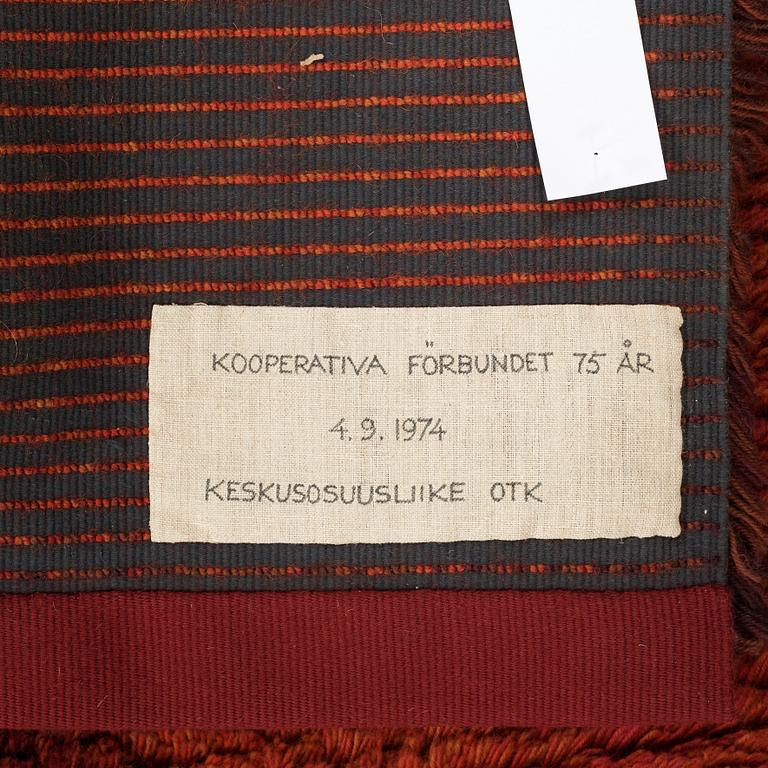 KOOPERATIVA FÖRBUNDET 75 ÅR
4.9.1974
KESKUSOSUUSLIIKE OTK